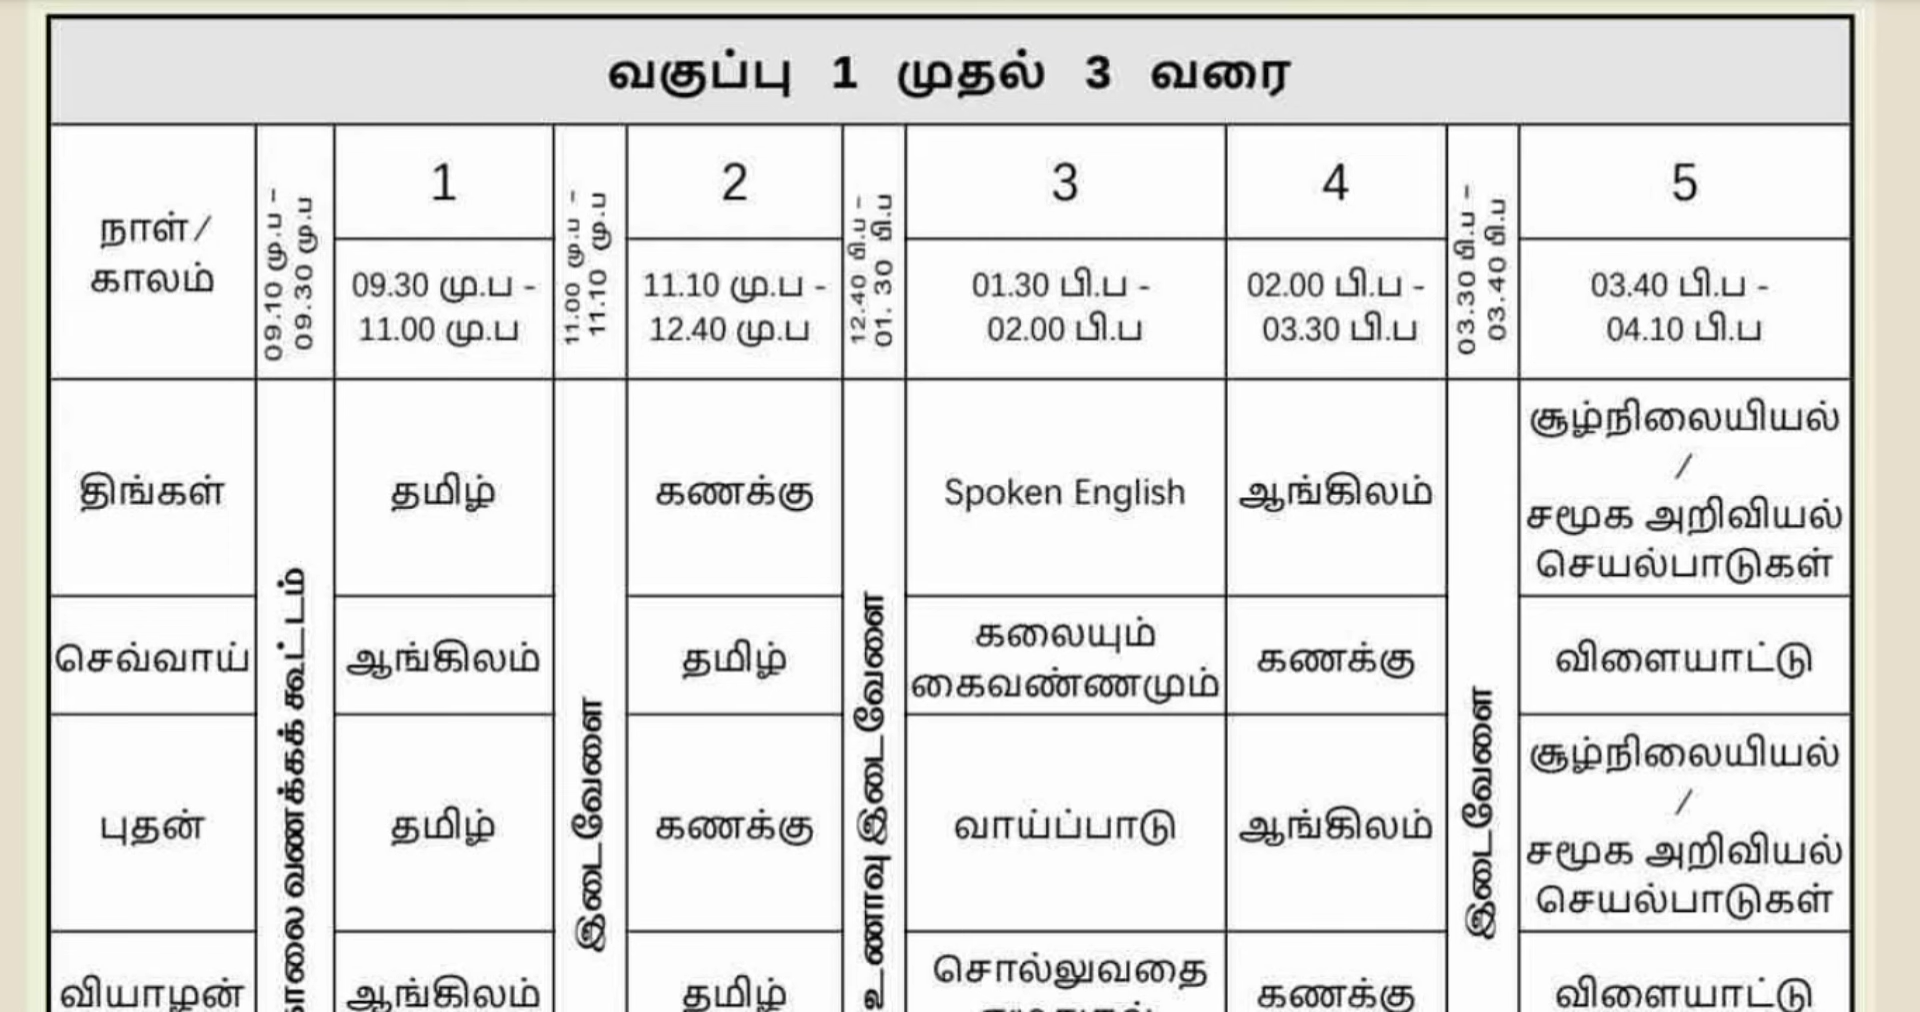 வகுப்பு 1 முதல் 3 வரை
நாள்/
காலம்
09.10 மு.ப –
09.30 மு.ப
1
09.30 மு.ப -
11.00 மு.ப
11.00 மு.ப –
11.10 மு.ப
2
11.10 மு.ப -
12.40 மு.ப
12.40 பி.ப –
01. 30 பி.ப
3
01.30 பி.ப -
02.00 பி.ப
4
02.00 பி.ப -
03.30 பி.ப
03.30 பி.ப –
03.40 பி.ப
5
03.40 பி.ப -
04.10 பி.ப
திங்கள்
தமிழ்
கணக்கு
Spoken English
ஆங்கிலம்
சூழ்நிலையியல்
/
சமூக அறிவியல்
செயல்பாடுகள்
செவ்வாய்
ஆங்கிலம்
தமிழ்
கலையும்
கைவண்ணமும்
கணக்கு
விளையாட்டு
புதன்
தமிழ்
கணக்கு
வாய்ப்பாடு
ஆங்கிலம்
சூழ்நிலையியல்
/
சமூக அறிவியல்
செயல்பாடுகள்
வியாழன்
ஆங்கிலம்
தமிழ்
சொல்லுவதை
கணக்கு
விளையாட்டு
காலை வணக்கக் கூட்டம்
இடைவேளை
உணவு இடைவேளை
இடைவேளை